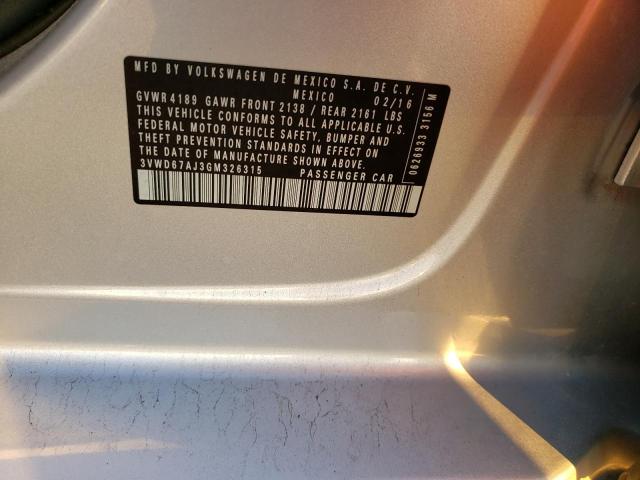 MFD BY VOLKSWAGEN DE MEXICO S.A. DE C.V.
MEXICO 02/16
GVWR 4189 GAWR FRONT 2138 / REAR 2161 LBS
THIS VEHICLE CONFORMS TO ALL APPLICABLE U.S.
FEDERAL MOTOR VEHICLE SAFETY, BUMPER AND
THEFT PREVENTION STANDARDS IN EFFECT ON
THE DATE OF MANUFACTURE SHOWN ABOVE.
3VWD67AJ3GM326315 PASSENGER CAR
0626933 3156 M